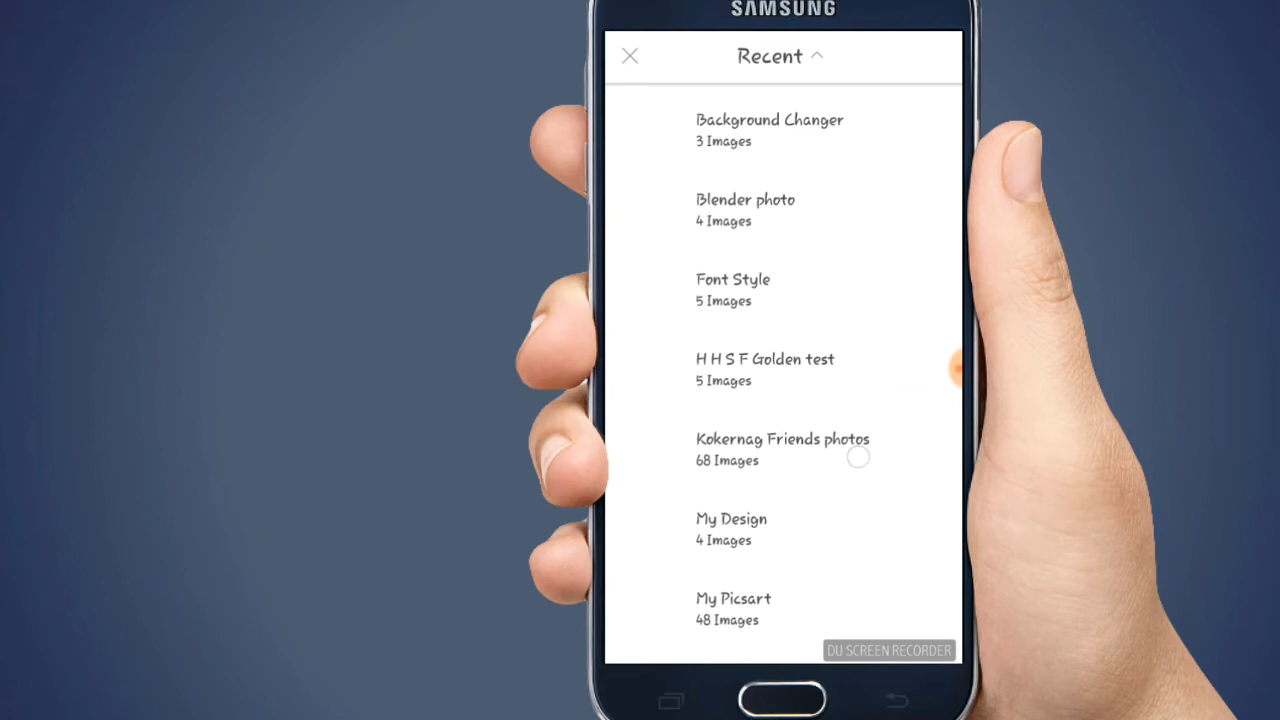 SAMSUNG
Recent
Background Changer
3 Images
Blender photo
4 Images
Font Style
5 Images
H H S F Golden test
5 Images
Kokernag Friends photos
68 Images
My Design
4 Images
My Picsart
48 Images
DU SCREEN RECORDER